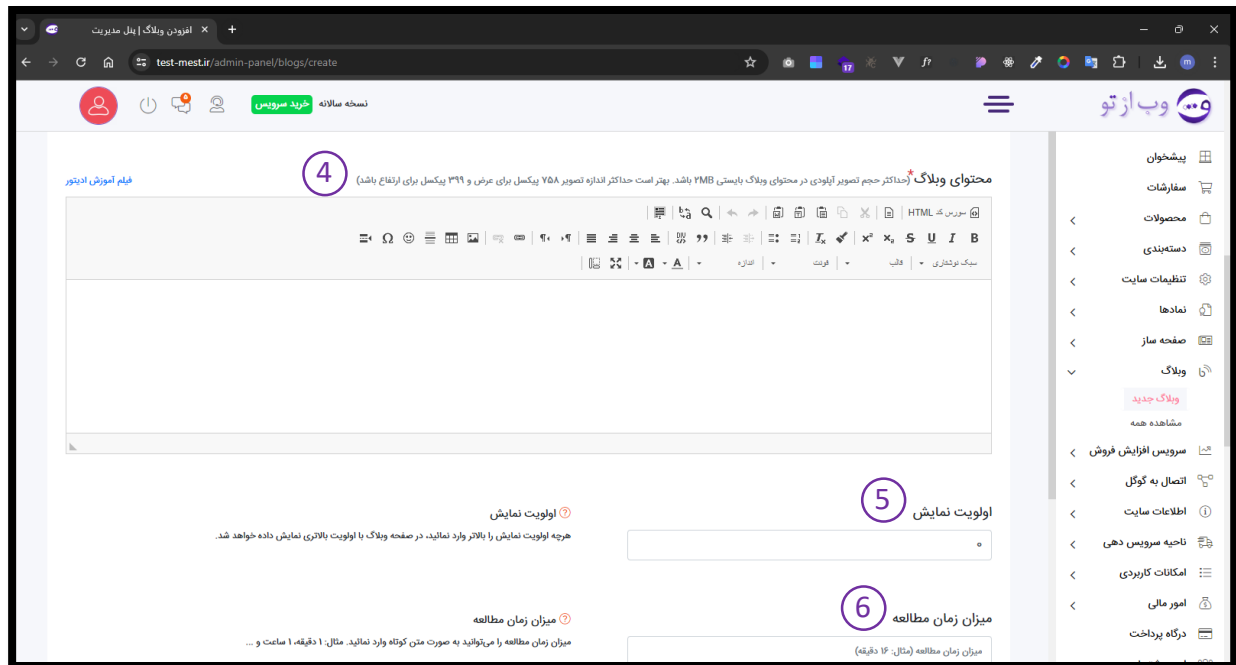 افزودن وبلاگ | پنل مدیریت
test-mest.ir/admin-panel/blogs/create
17
m
وب از تو
نسخه سالانه خرید سرویس
پیشخوان
سفارشات
محصولات
دسته‌بندی
تنظیمات سایت
نمادها
صفحه ساز
وبلاگ
وبلاگ جدید
مشاهده همه
سرویس افزایش فروش
اتصال به گوگل
اطلاعات سایت
ناحیه سرویس دهی
امکانات کاربردی
امور مالی
درگاه پرداخت
محتوای وبلاگ* (حداکثر حجم تصویر آپلودی در محتوای وبلاگ بایستی ۲MB باشد. بهتر است حداکثر اندازه تصویر ۷۵۸ پیکسل برای عرض و ۳۹۹ پیکسل برای ارتفاع باشد) 4
فیلم آموزش ادیتور
سورس کد HTML
B I U S x₂ x² Iₓ
سبک نوشتاری قالب فونت اندازه A A
اولویت نمایش 5
۰
اولویت نمایش
هرچه اولویت نمایش را بالاتر وارد نمائید، در صفحه وبلاگ با اولویت بالاتری نمایش داده خواهد شد.
میزان زمان مطالعه 6
میزان زمان مطالعه (مثال: ۱۶ دقیقه)
میزان زمان مطالعه
میزان زمان مطالعه را می‌توانید به صورت متن کوتاه وارد نمائید. مثال: ۱ دقیقه، ۱ ساعت و ...